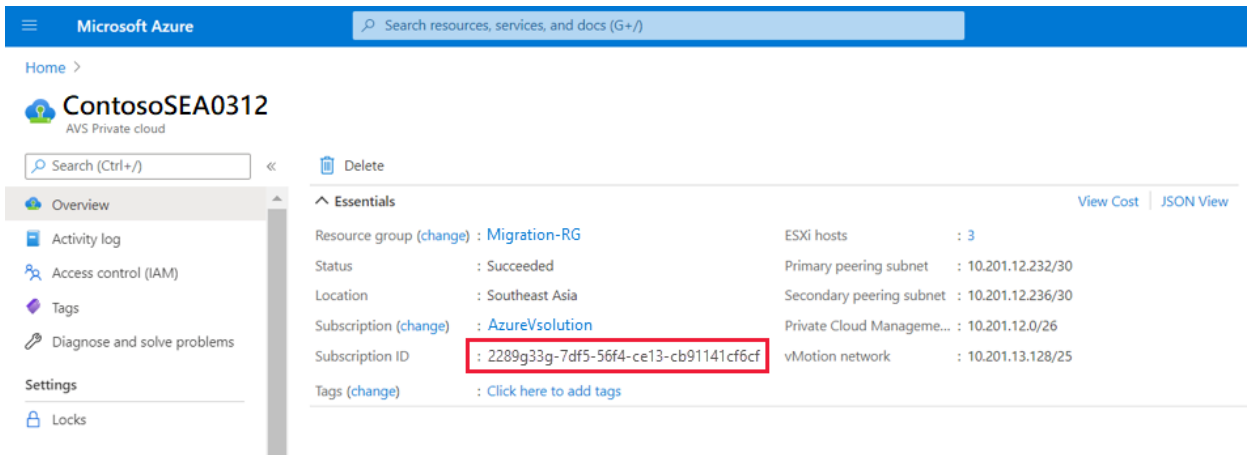 Microsoft Azure
Search resources, services, and docs (G+/)
Home >
ContosoSEA0312
AVS Private cloud
Search (Ctrl+/)
«
Delete
Overview
Activity log
Access control (IAM)
Tags
Diagnose and solve problems
Settings
Locks
Essentials
View Cost | JSON View
Resource group (change) : Migration-RG
Status : Succeeded
Location : Southeast Asia
Subscription (change) : AzureVsolution
Subscription ID : 2289g33g-7df5-56f4-ce13-cb91141cf6cf
Tags (change) : Click here to add tags
ESXi hosts : 3
Primary peering subnet : 10.201.12.232/30
Secondary peering subnet : 10.201.12.236/30
Private Cloud Manageme... : 10.201.12.0/26
vMotion network : 10.201.13.128/25